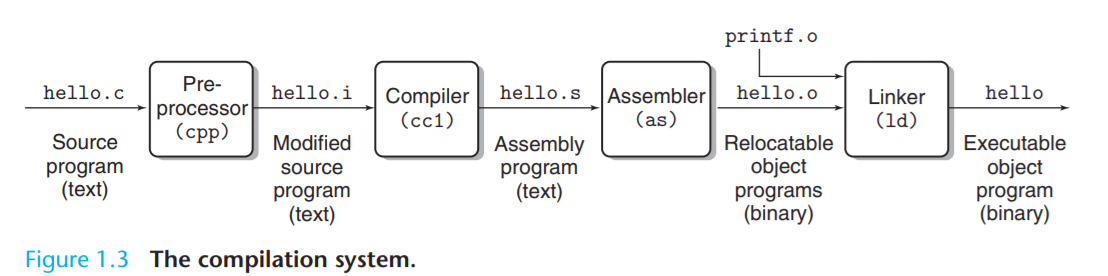 printf.o
hello.c
Pre-
processor
(cpp)
hello.i
Compiler
(cc1)
hello.s
Assembler
(as)
hello.o
Linker
(ld)
hello
Source
program
(text)
Modified
source
program
(text)
Assembly
program
(text)
Relocatable
object
programs
(binary)
Executable
object
program
(binary)
Figure 1.3 The compilation system.